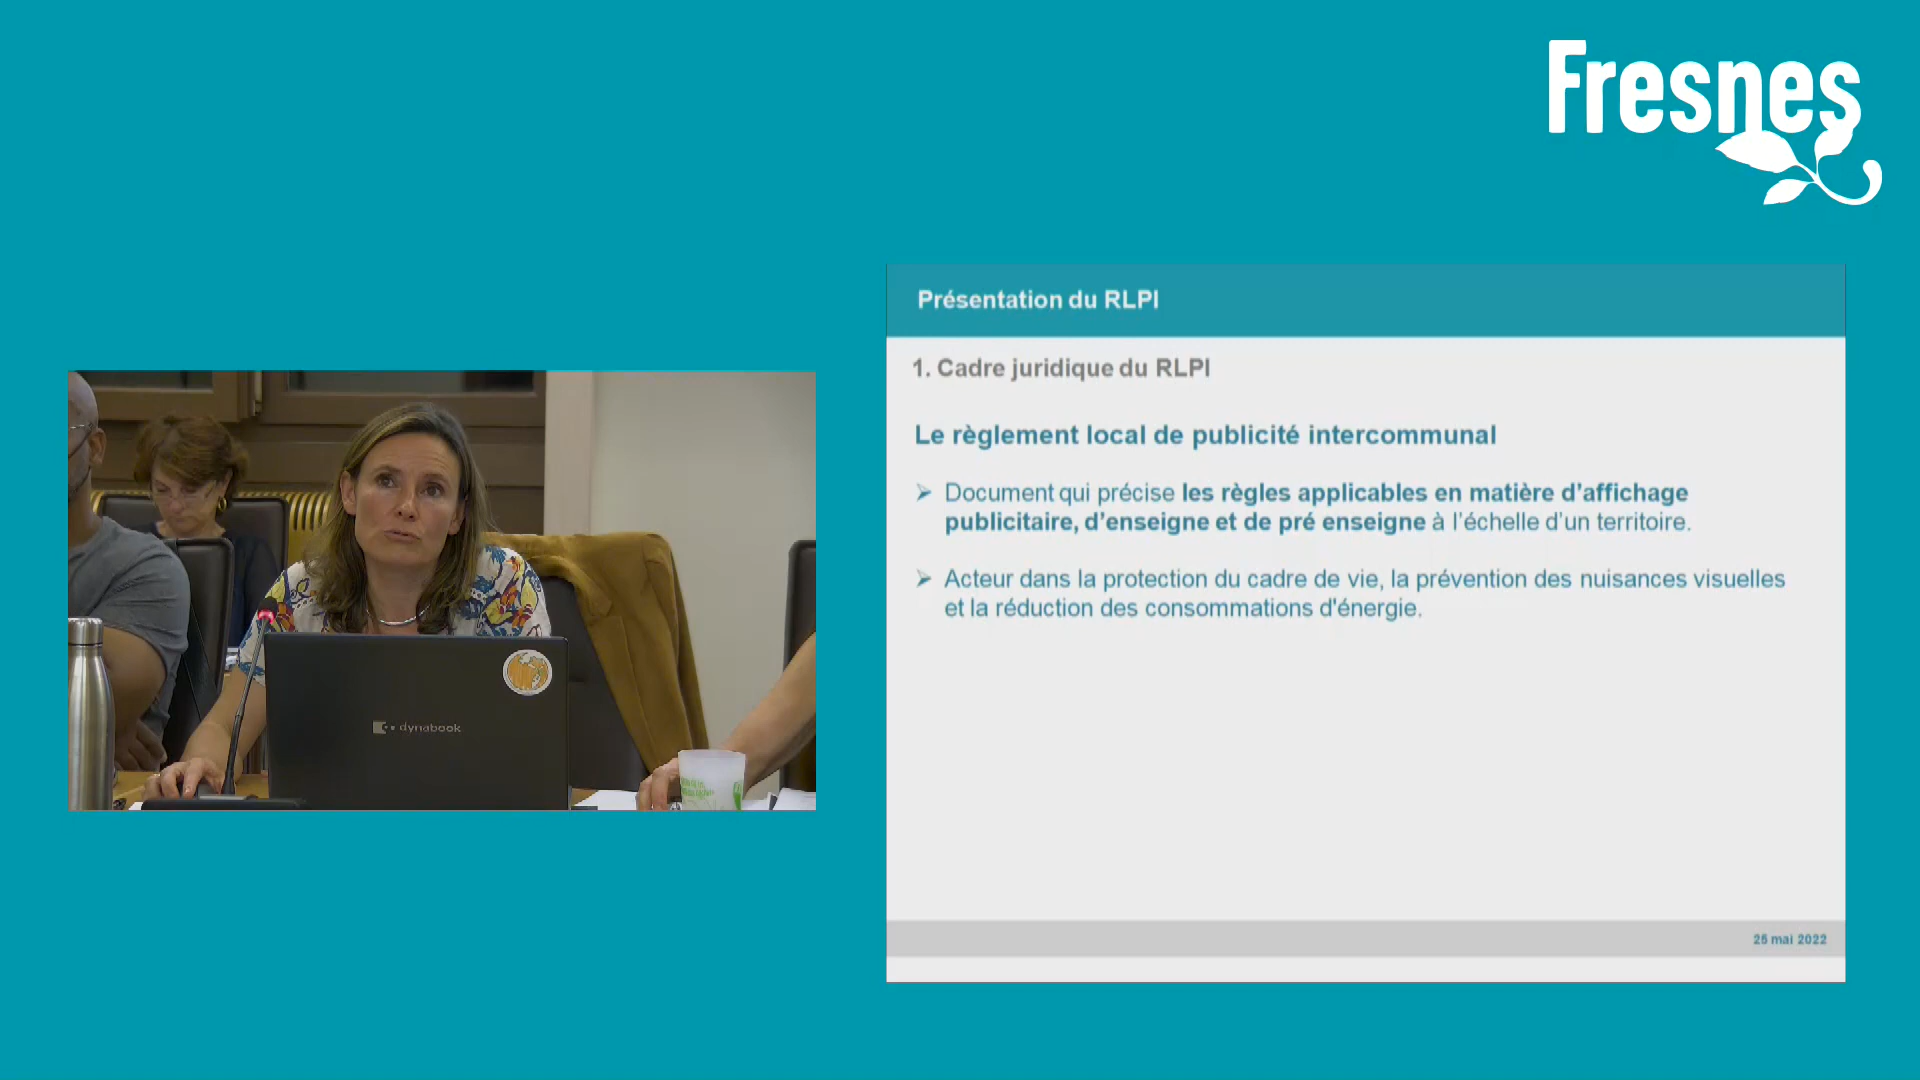 Fresnes
Présentation du RLPI
1. Cadre juridique du RLPI
Le règlement local de publicité intercommunal
➢ Document qui précise les règles applicables en matière d'affichage
publicitaire, d'enseigne et de pré enseigne à l'échelle d'un territoire.
➢ Acteur dans la protection du cadre de vie, la prévention des nuisances visuelles
et la réduction des consommations d'énergie.
25 mai 2022
dynabook